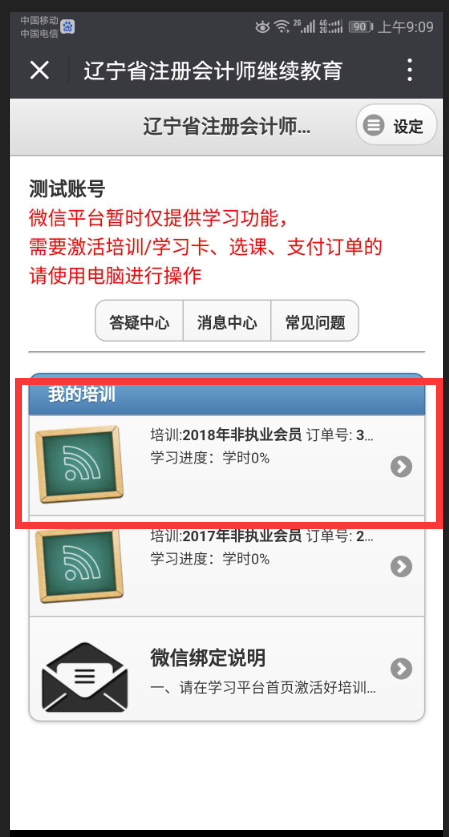 中国移动
中国电信
2G
4G
2G
90
上午9:09
辽宁省注册会计师继续教育
辽宁省注册会计师...
设定
测试账号
微信平台暂时仅提供学习功能，
需要激活培训/学习卡、选课、支付订单的
请使用电脑进行操作
答疑中心
消息中心
常见问题
我的培训
培训:2018年非执业会员 订单号: 3...
学习进度：学时0%
培训:2017年非执业会员 订单号: 2...
学习进度：学时0%
微信绑定说明
一、请在学习平台首页激活好培训...